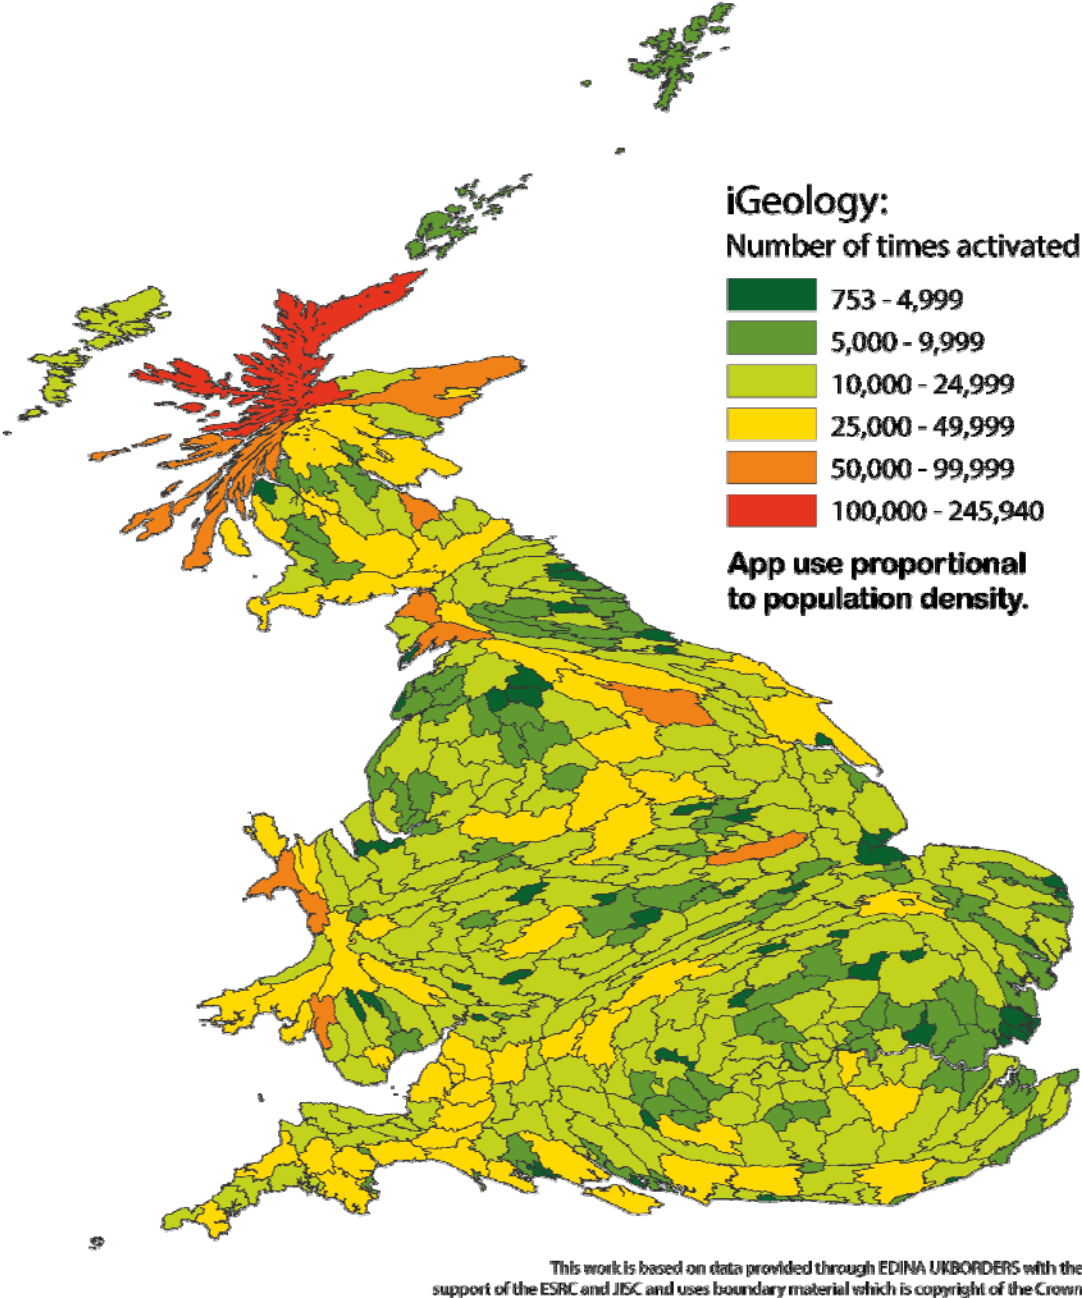 iGeology:
Number of times activated
753 - 4,999
5,000 - 9,999
10,000 - 24,999
25,000 - 49,999
50,000 - 99,999
100,000 - 245,940
App use proportional
to population density.
This work is based on data provided through EDINA UKBORDERS with the
support of the ESRC and JISC and uses boundary material which is copyright of the Crown